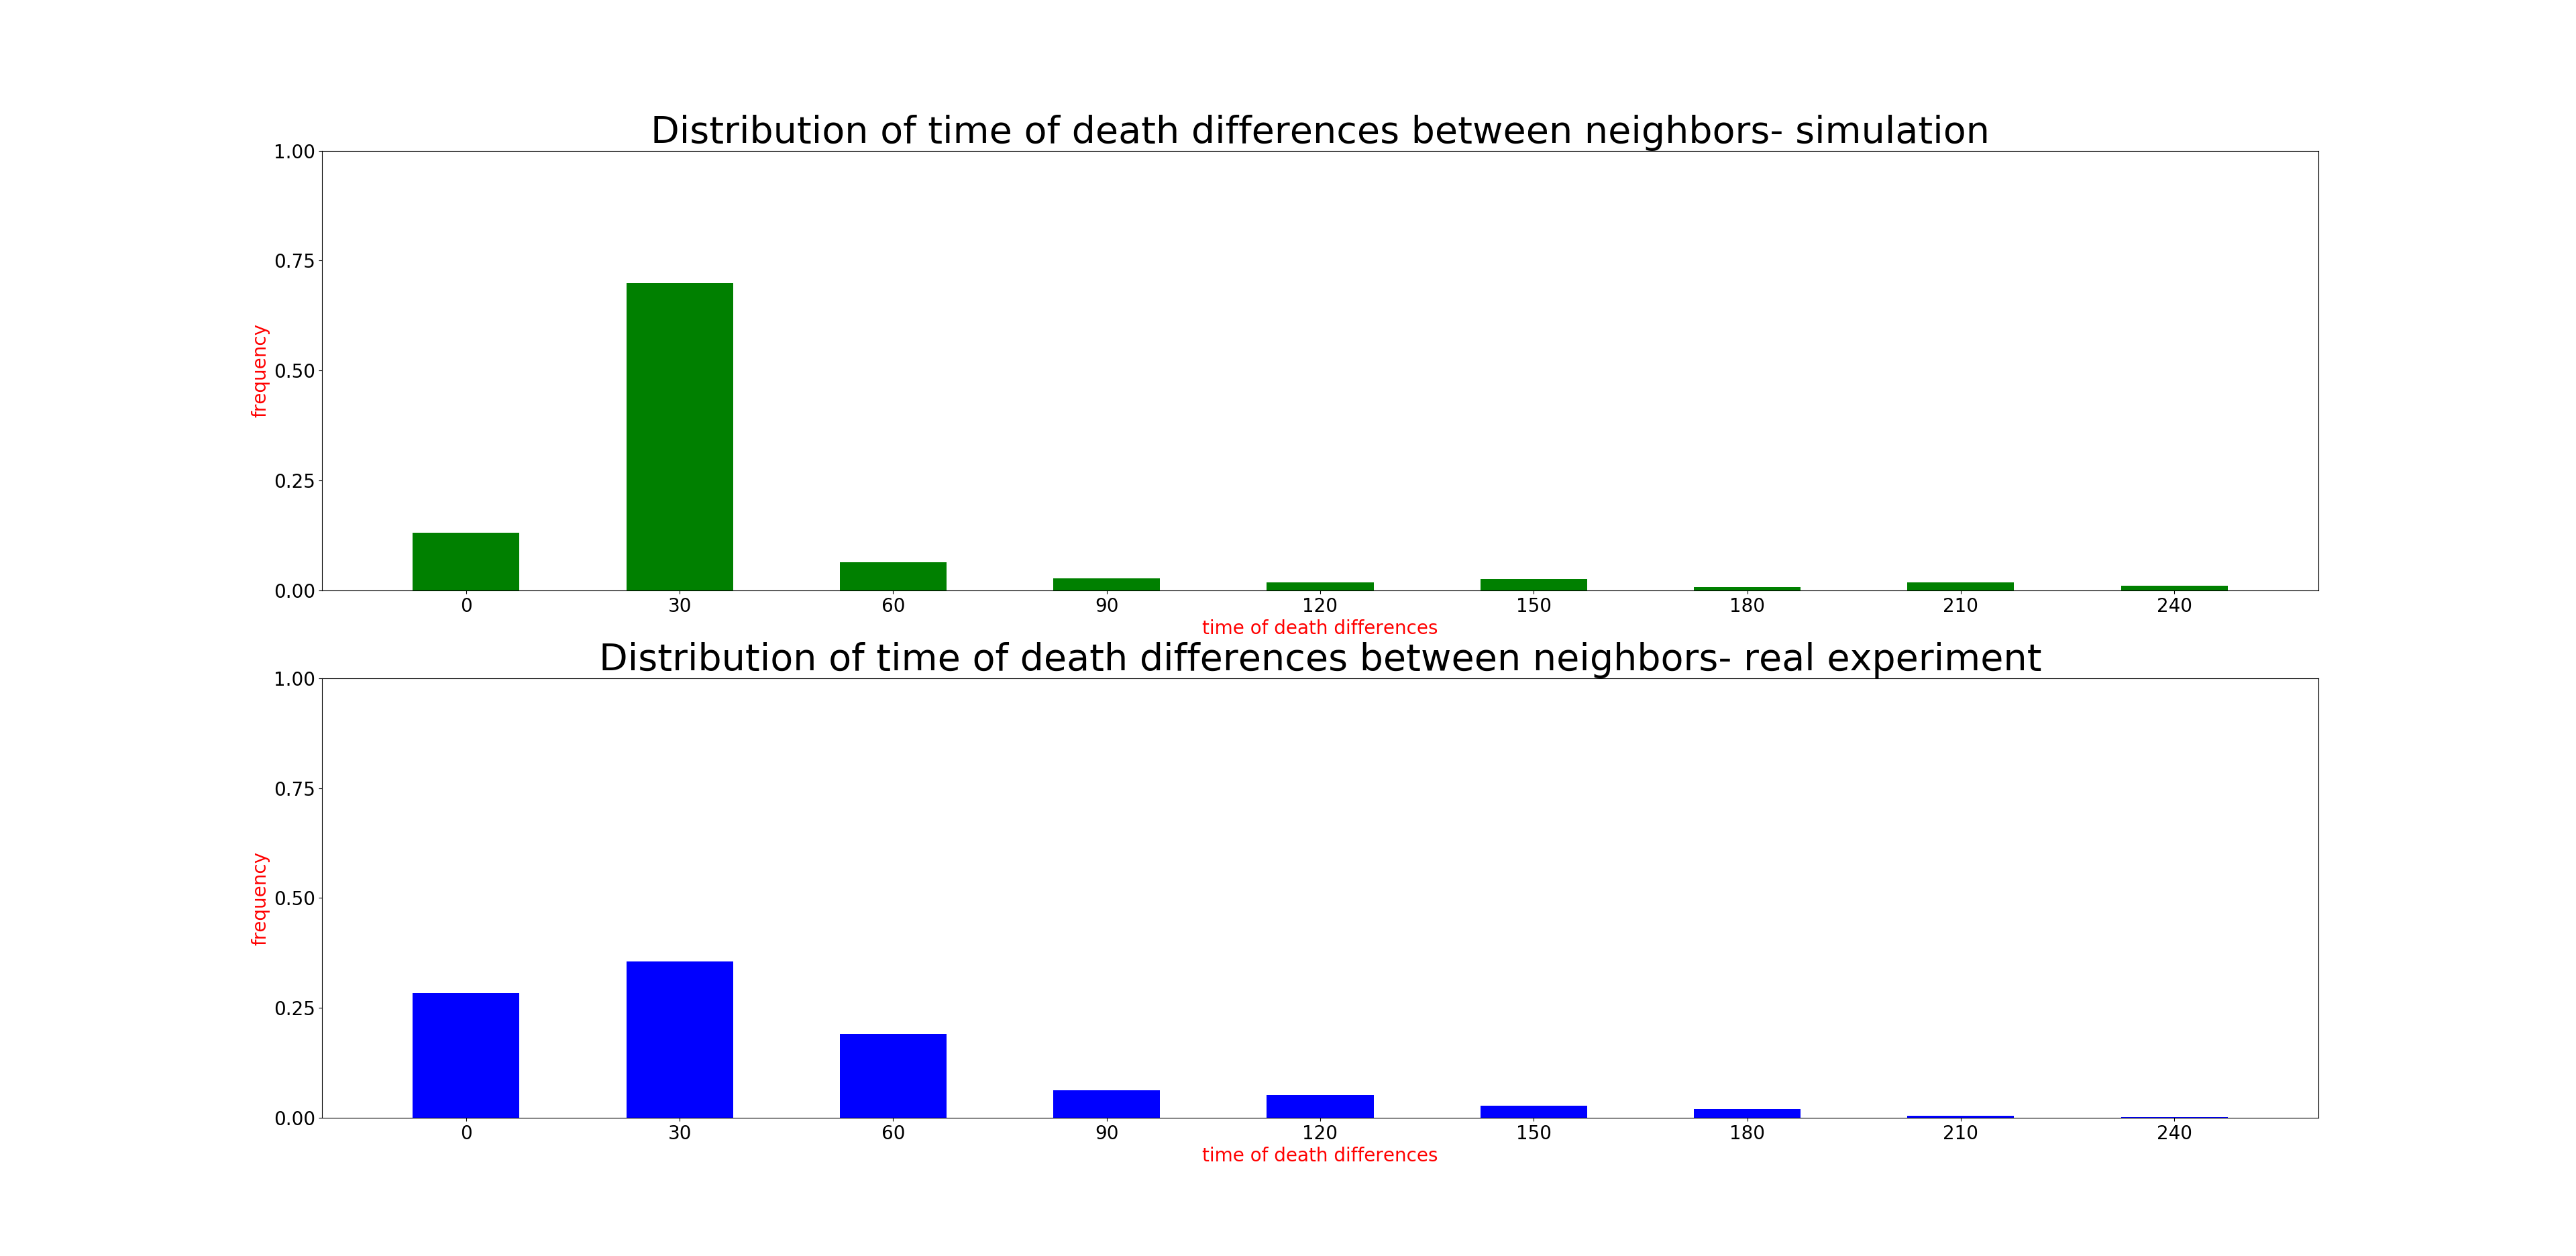 Distribution of time of death differences between neighbors- simulation
1.00
0.75
0.50
0.25
0.00
frequency
0 30 60 90 120 150 180 210 240
time of death differences
Distribution of time of death differences between neighbors- real experiment
1.00
0.75
0.50
0.25
0.00
frequency
0 30 60 90 120 150 180 210 240
time of death differences